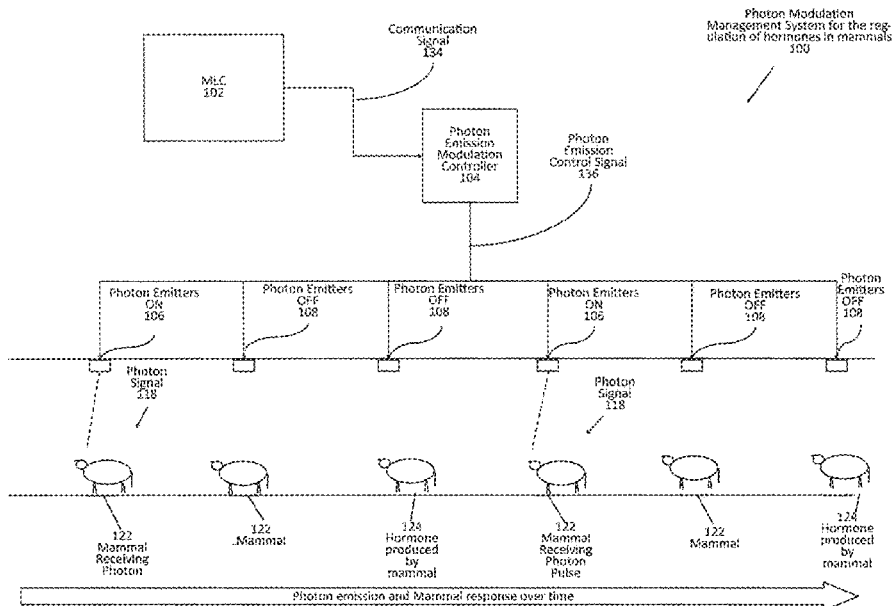 Photon Modulation
Management System for the reg-
ulation of hormones in mammals
100
Communication
Signal
134
MLC
102
Photon
Emission
Modulation
Controller
104
Photon
Emission
Control Signal
136
Photon Emitters
ON
106
Photon Emitters
OFF
108
Photon Emitters
OFF
108
Photon Emitters
ON
106
Photon Emitters
OFF
108
Photon
Emitters
OFF
108
Photon
Signal
118
Photon
Signal
118
122
Mammal
Receiving
Photon
122
Mammal
124
Hormone
produced
by
mammal
122
Mammal
Receiving
Photon
Pulse
122
Mammal
124
Hormone
produced by
mammal
Photon emission and Mammal response over time